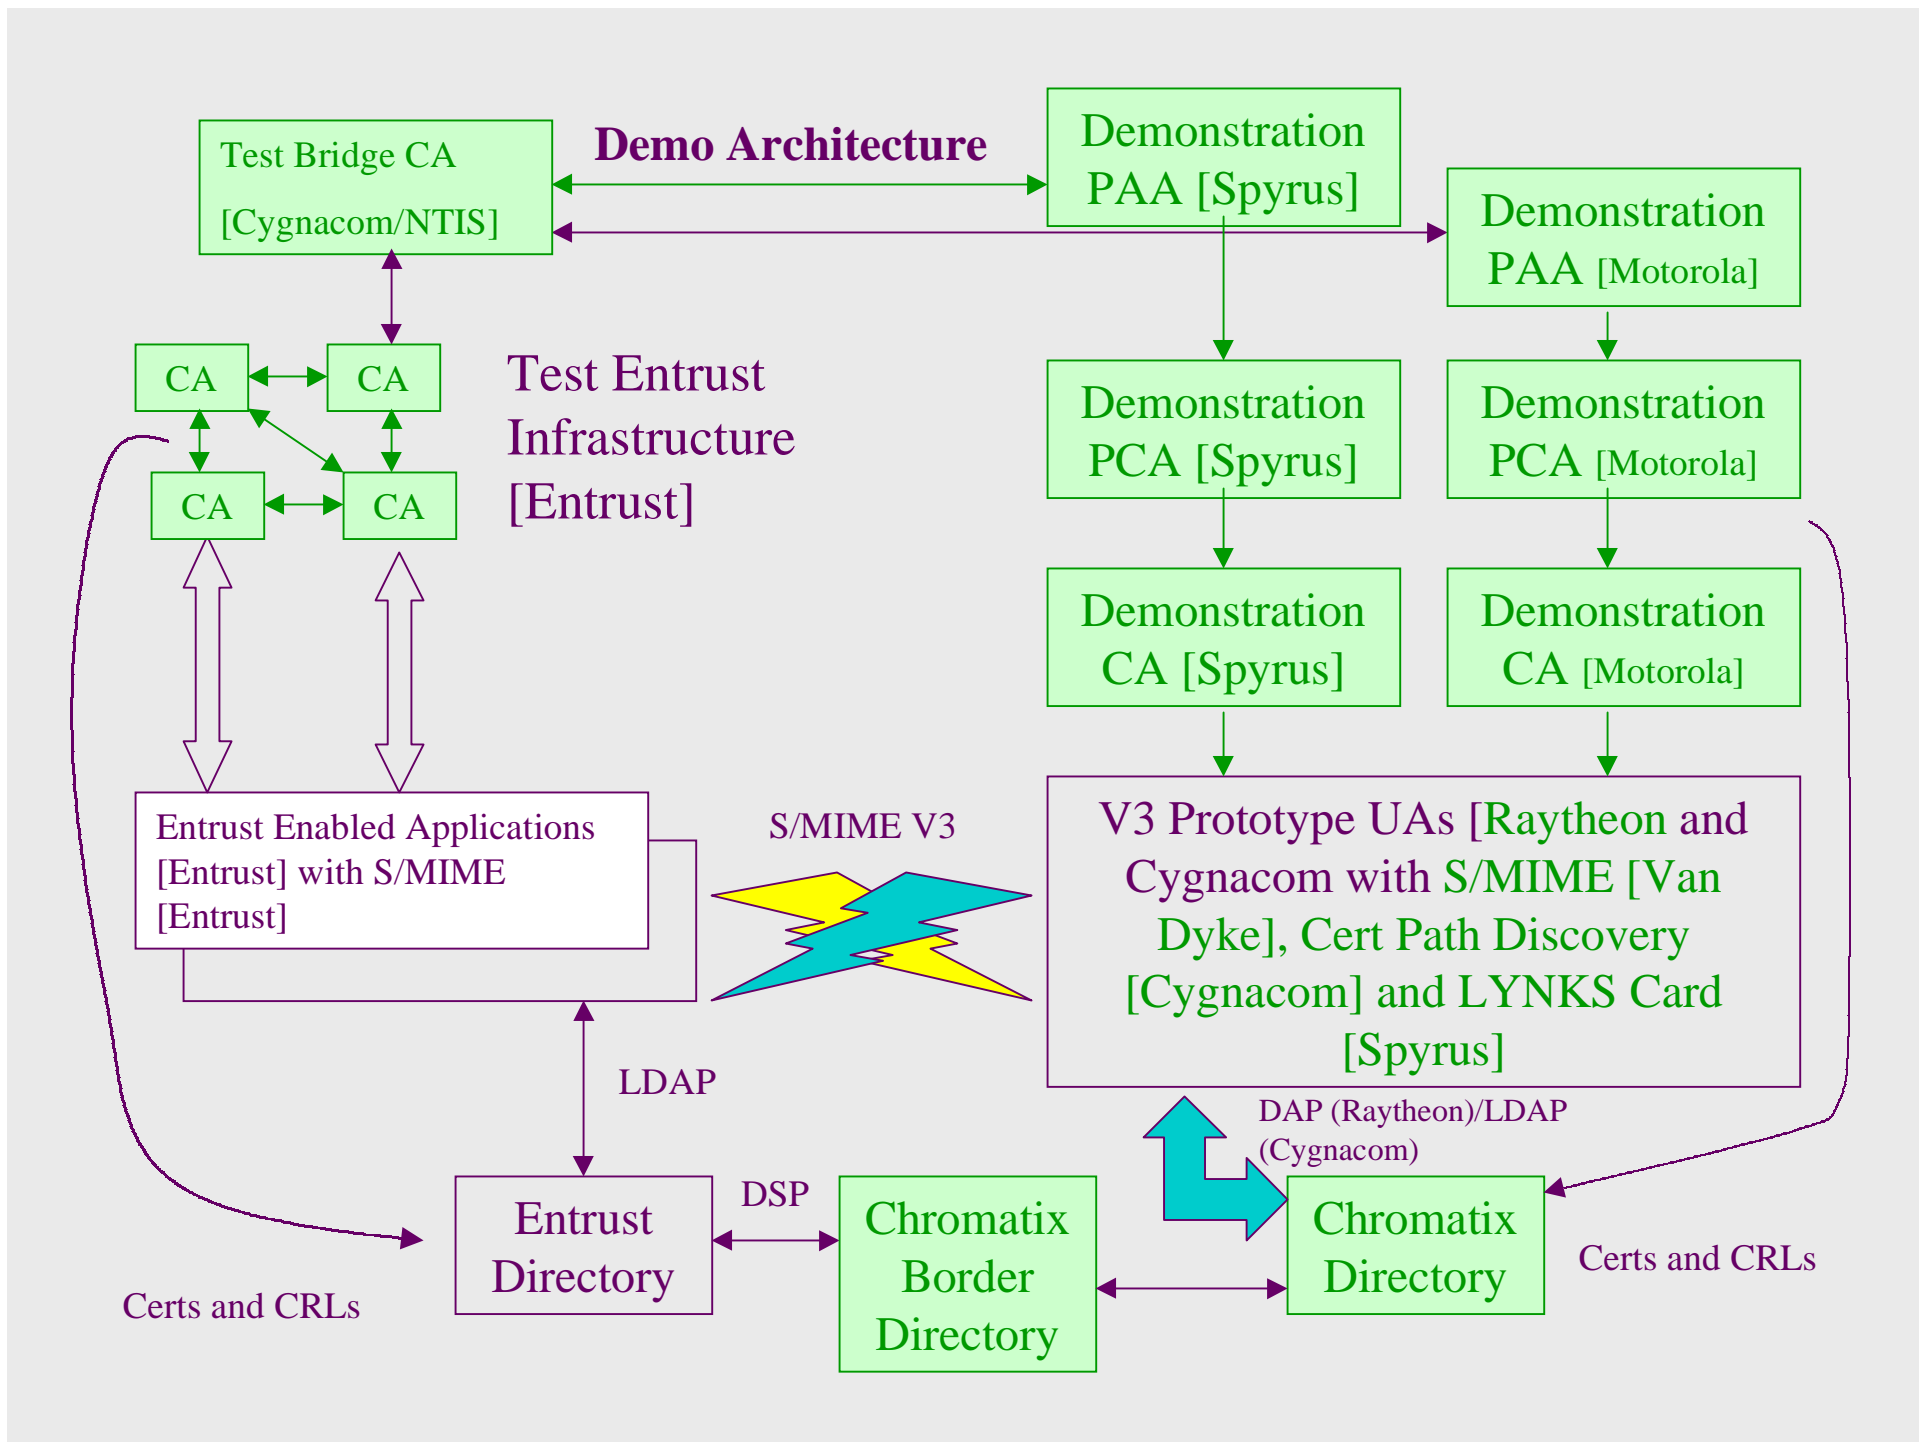 Demo Architecture
Test Bridge CA
[Cygnacom/NTIS]
Demonstration
PAA [Spyrus]
Demonstration
PAA [Motorola]
CA
CA
CA
CA
Test Entrust
Infrastructure
[Entrust]
Demonstration
PCA [Spyrus]
Demonstration
PCA [Motorola]
Demonstration
CA [Spyrus]
Demonstration
CA [Motorola]
Entrust Enabled Applications
[Entrust] with S/MIME
[Entrust]
S/MIME V3
V3 Prototype UAs [Raytheon and
Cygnacom with S/MIME [Van
Dyke], Cert Path Discovery
[Cygnacom] and LYNKS Card
[Spyrus]
LDAP
DAP (Raytheon)/LDAP
(Cygnacom)
Entrust
Directory
DSP
Chromatix
Border
Directory
Chromatix
Directory
Certs and CRLs
Certs and CRLs